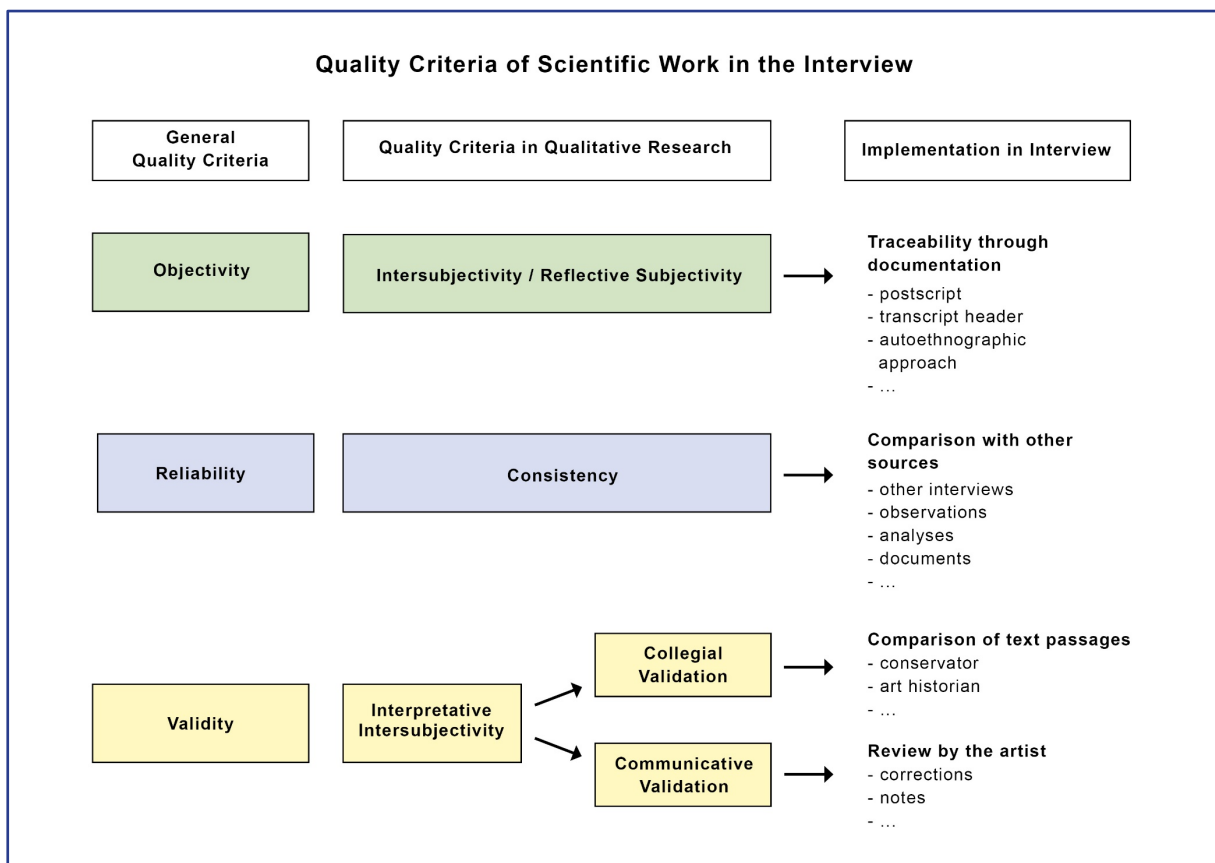 Quality Criteria of Scientific Work in the Interview
General
Quality Criteria
Quality Criteria in Qualitative Research
Implementation in Interview
Objectivity
Intersubjectivity / Reflective Subjectivity
Traceability through
documentation
- postscript
- transcript header
- autoethnographic
approach
- ...
Reliability
Consistency
Comparison with other
sources
- other interviews
- observations
- analyses
- documents
- ...
Validity
Interpretative
Intersubjectivity
Collegial
Validation
Comparison of text passages
- conservator
- art historian
- ...
Communicative
Validation
Review by the artist
- corrections
- notes
- ...